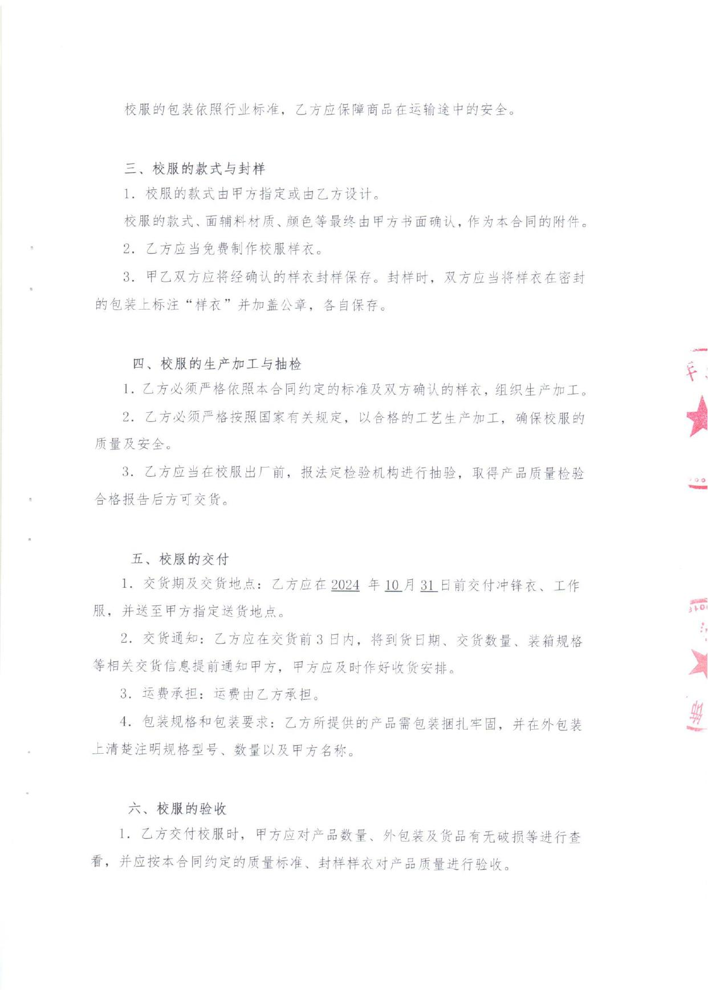 校服的包装依照行业标准，乙方应保障商品在运输途中的安全。
三、校服的款式与封样
1. 校服的款式由甲方指定或由乙方设计。
校服的款式、面辅料材质、颜色等最终由甲方书面确认，作为本合同的附件。
2. 乙方应当免费制作校服样衣。
3. 甲乙双方应将经确认的样衣封样保存。封样时，双方应当将样衣在密封
的包装上标注“样衣”并加盖公章，各自保存。
四、校服的生产加工与抽检
1. 乙方必须严格依照本合同约定的标准及双方确认的样衣，组织生产加工。
2. 乙方必须严格按照国家有关规定，以合格的工艺生产加工，确保校服的
质量及安全。
3. 乙方应当在校服出厂前，报法定检验机构进行抽验，取得产品质量检验
合格报告后方可交货。
五、校服的交付
1. 交货期及交货地点：乙方应在 2024 年 10 月 31 日前交付冲锋衣、工作
服，并送至甲方指定送货地点。
2. 交货通知：乙方应在交货前 3 日内，将到货日期、交货数量、装箱规格
等相关交货信息提前通知甲方，甲方应及时作好收货安排。
3. 运费承担：运费由乙方承担。
4. 包装规格和包装要求：乙方所提供的产品需包装捆扎牢固，并在外包装
上清楚注明规格型号、数量以及甲方名称。
六、校服的验收
1. 乙方交付校服时，甲方应对产品数量、外包装及货品有无破损等进行查
看，并应按本合同约定的质量标准、封样样衣对产品质量进行验收。